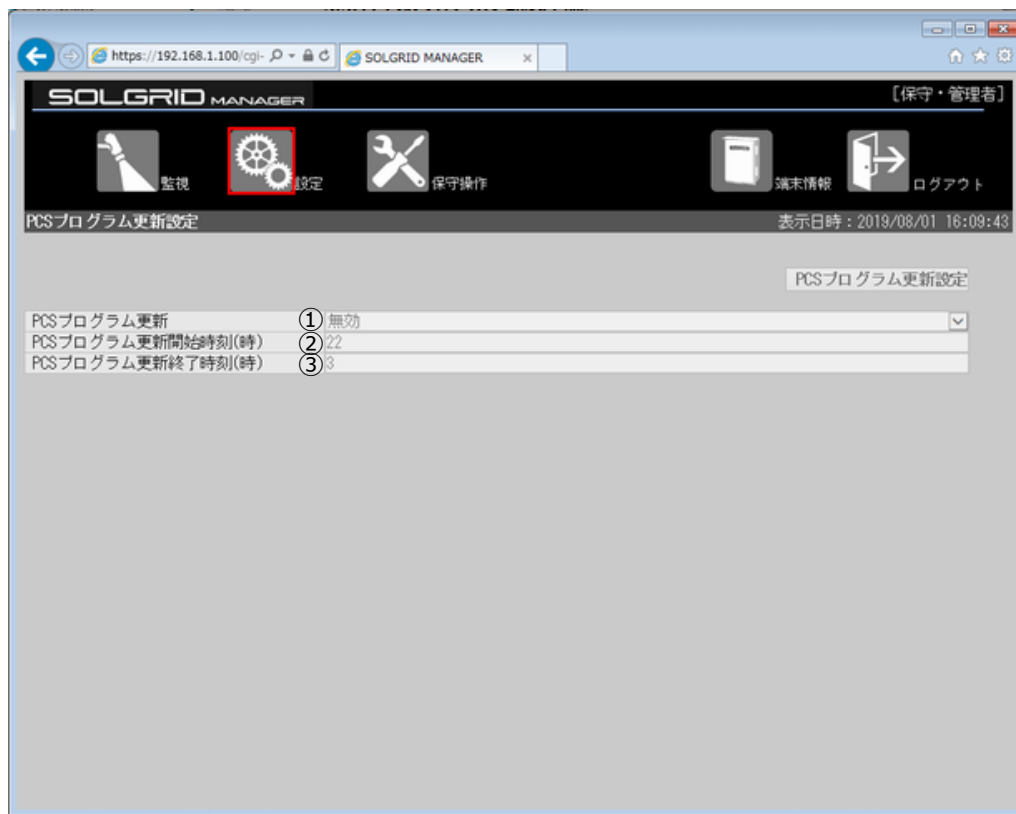 https://192.168.1.100/cgi-
SOLGRID MANAGER
SOLGRID MANAGER
[保守・管理者]
監視
設定
保守操作
端末情報
ログアウト
PCSプログラム更新設定
表示日時：2019/08/01 16:09:43
PCSプログラム更新設定
PCSプログラム更新 ① 無効
PCSプログラム更新開始時刻(時) ② 22
PCSプログラム更新終了時刻(時) ③ 3